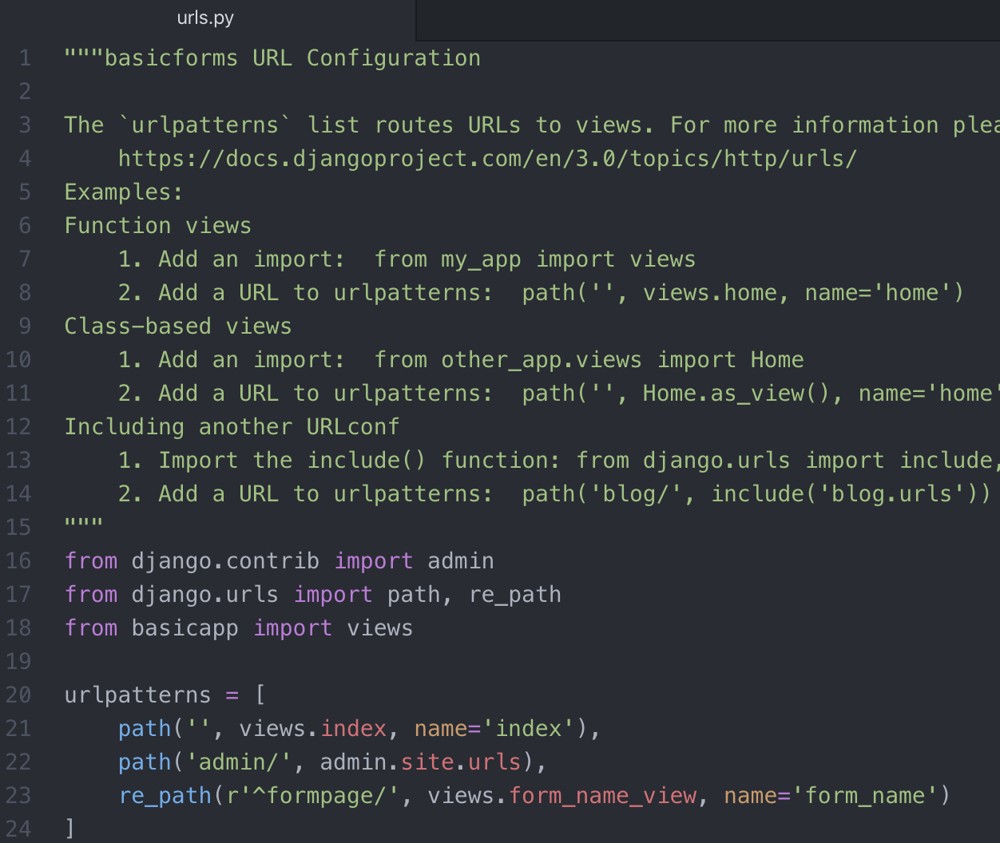 urls.py
1 """basicforms URL Configuration
2
3 The `urlpatterns` list routes URLs to views. For more information
4     https://docs.djangoproject.com/en/3.0/topics/http/urls/
5 Examples:
6 Function views
7     1. Add an import:  from my_app import views
8     2. Add a URL to urlpatterns:  path('', views.home, name='home')
9 Class-based views
10     1. Add an import:  from other_app.views import Home
11     2. Add a URL to urlpatterns:  path('', Home.as_view(), name='home'
12 Including another URLconf
13     1. Import the include() function: from django.urls import include,
14     2. Add a URL to urlpatterns:  path('blog/', include('blog.urls'))
15 """
16 from django.contrib import admin
17 from django.urls import path, re_path
18 from basicapp import views
19
20 urlpatterns = [
21     path('', views.index, name='index'),
22     path('admin/', admin.site.urls),
23     re_path(r'^formpage/', views.form_name_view, name='form_name')
24 ]